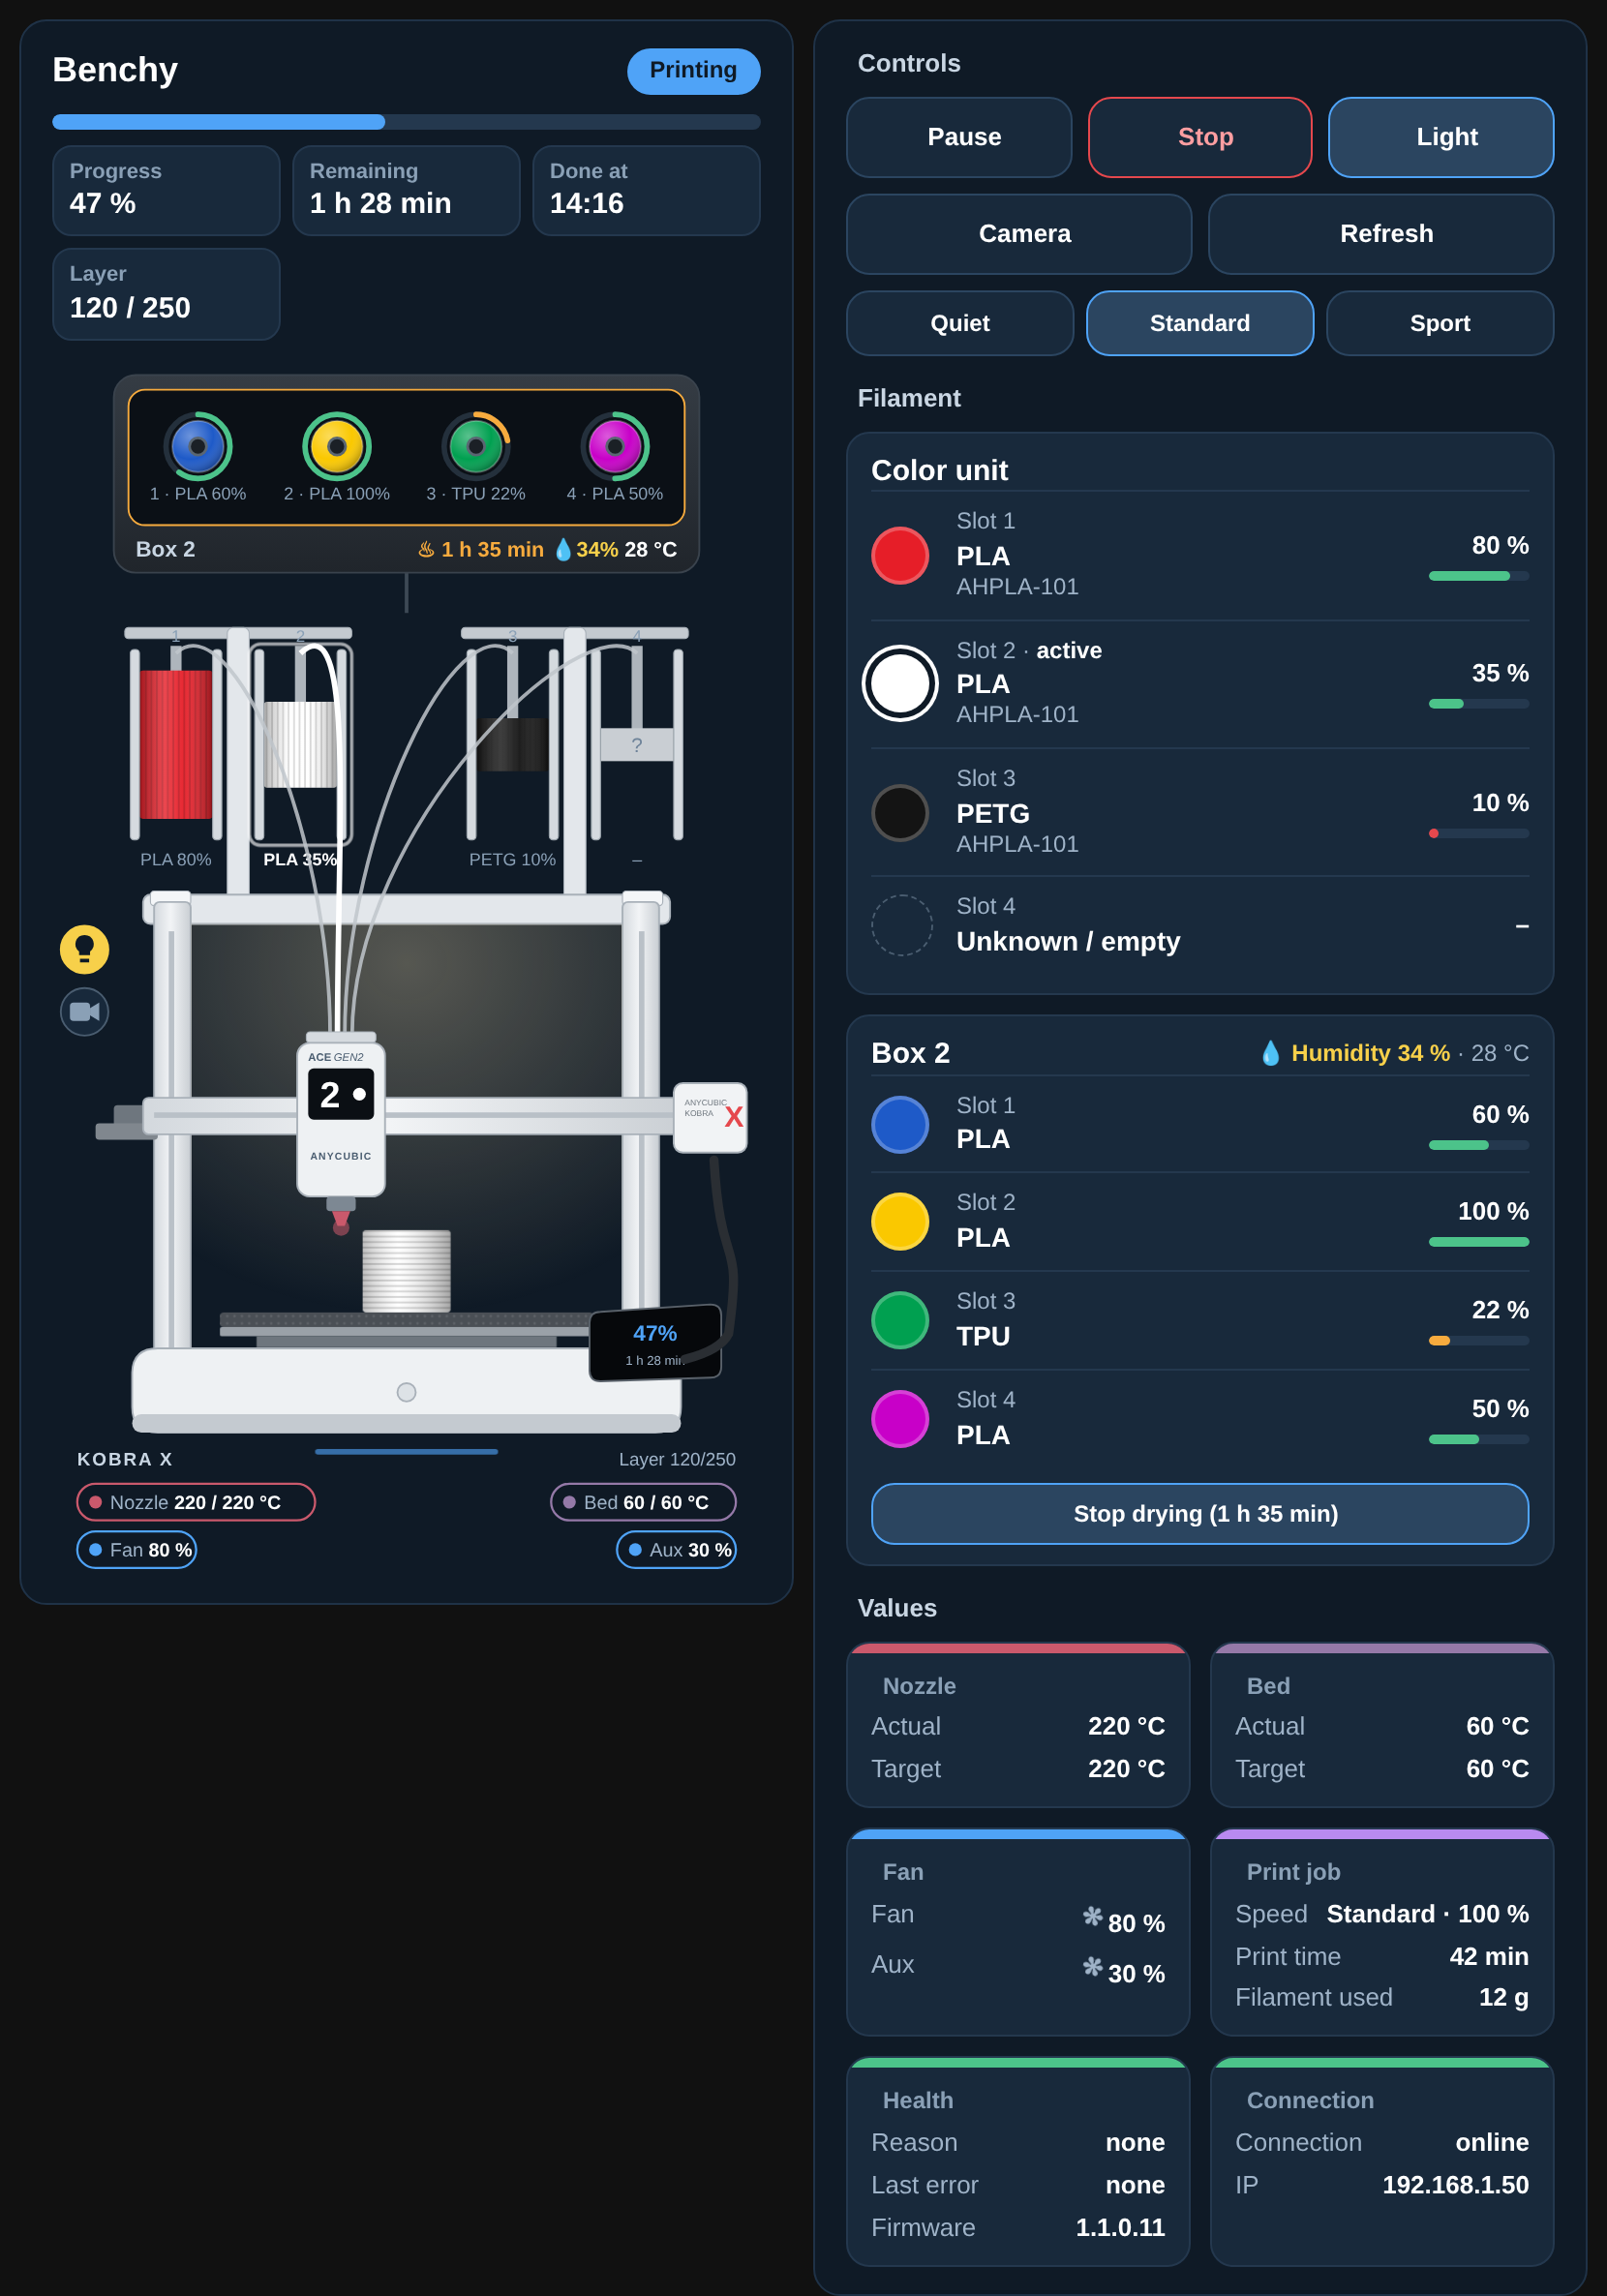 Benchy
Printing
Progress
47 %
Remaining
1 h 28 min
Done at
14:16
Layer
120 / 250
1 · PLA 60%
2 · PLA 100%
3 · TPU 22%
4 · PLA 50%
Box 2
♨ 1 h 35 min 💧34% 28 °C
1
2
3
4
?
PLA 80%
PLA 35%
PETG 10%
–
ACE GEN2
2
ANYCUBIC
ANYCUBIC
KOBRA
X
47%
1 h 28 min
KOBRA X
Layer 120/250
Nozzle 220 / 220 °C
Bed 60 / 60 °C
Fan 80 %
Aux 30 %
Controls
Pause
Stop
Light
Camera
Refresh
Quiet
Standard
Sport
Filament
Color unit
Slot 1
PLA
AHPLA-101
80 %
Slot 2 · active
PLA
AHPLA-101
35 %
Slot 3
PETG
AHPLA-101
10 %
Slot 4
Unknown / empty
–
Box 2
💧 Humidity 34 % · 28 °C
Slot 1
PLA
60 %
Slot 2
PLA
100 %
Slot 3
TPU
22 %
Slot 4
PLA
50 %
Stop drying (1 h 35 min)
Values
Nozzle
Actual 220 °C
Target 220 °C
Bed
Actual 60 °C
Target 60 °C
Fan
Fan 80 %
Aux 30 %
Print job
Speed Standard · 100 %
Print time 42 min
Filament used 12 g
Health
Reason none
Last error none
Firmware 1.1.0.11
Connection
Connection online
IP 192.168.1.50